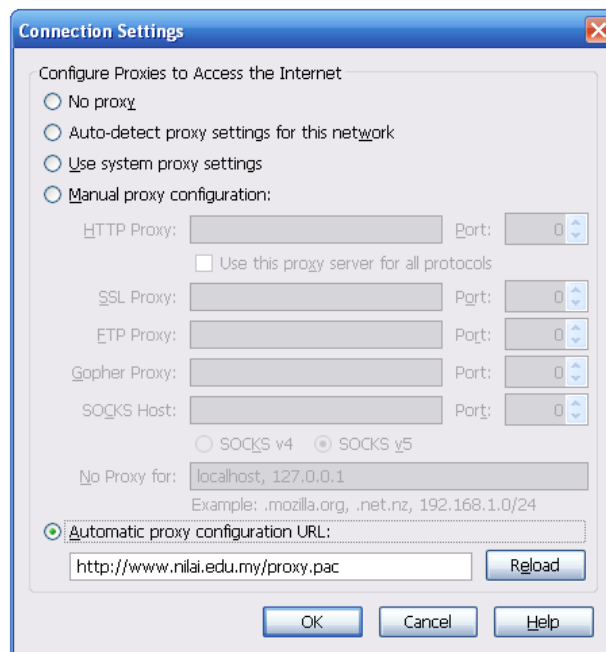 Connection Settings
Configure Proxies to Access the Internet
No proxy
Auto-detect proxy settings for this network
Use system proxy settings
Manual proxy configuration:
HTTP Proxy: Port: 0
Use this proxy server for all protocols
SSL Proxy: Port: 0
FTP Proxy: Port: 0
Gopher Proxy: Port: 0
SOCKS Host: Port: 0
SOCKS v4 SOCKS v5
No Proxy for: localhost, 127.0.0.1
Example: .mozilla.org, .net.nz, 192.168.1.0/24
Automatic proxy configuration URL:
http://www.nilai.edu.my/proxy.pac Reload
OK Cancel Help